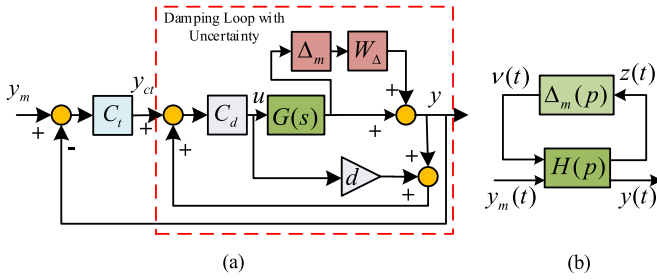 Damping Loop with
Uncertainty
Δm WΔ
ym yct u y
+ + + +
Ct Cd G(s)
- + + d +
+
(a)
ν(t) Δm(p) z(t)
H(p)
ym(t) y(t)
(b)